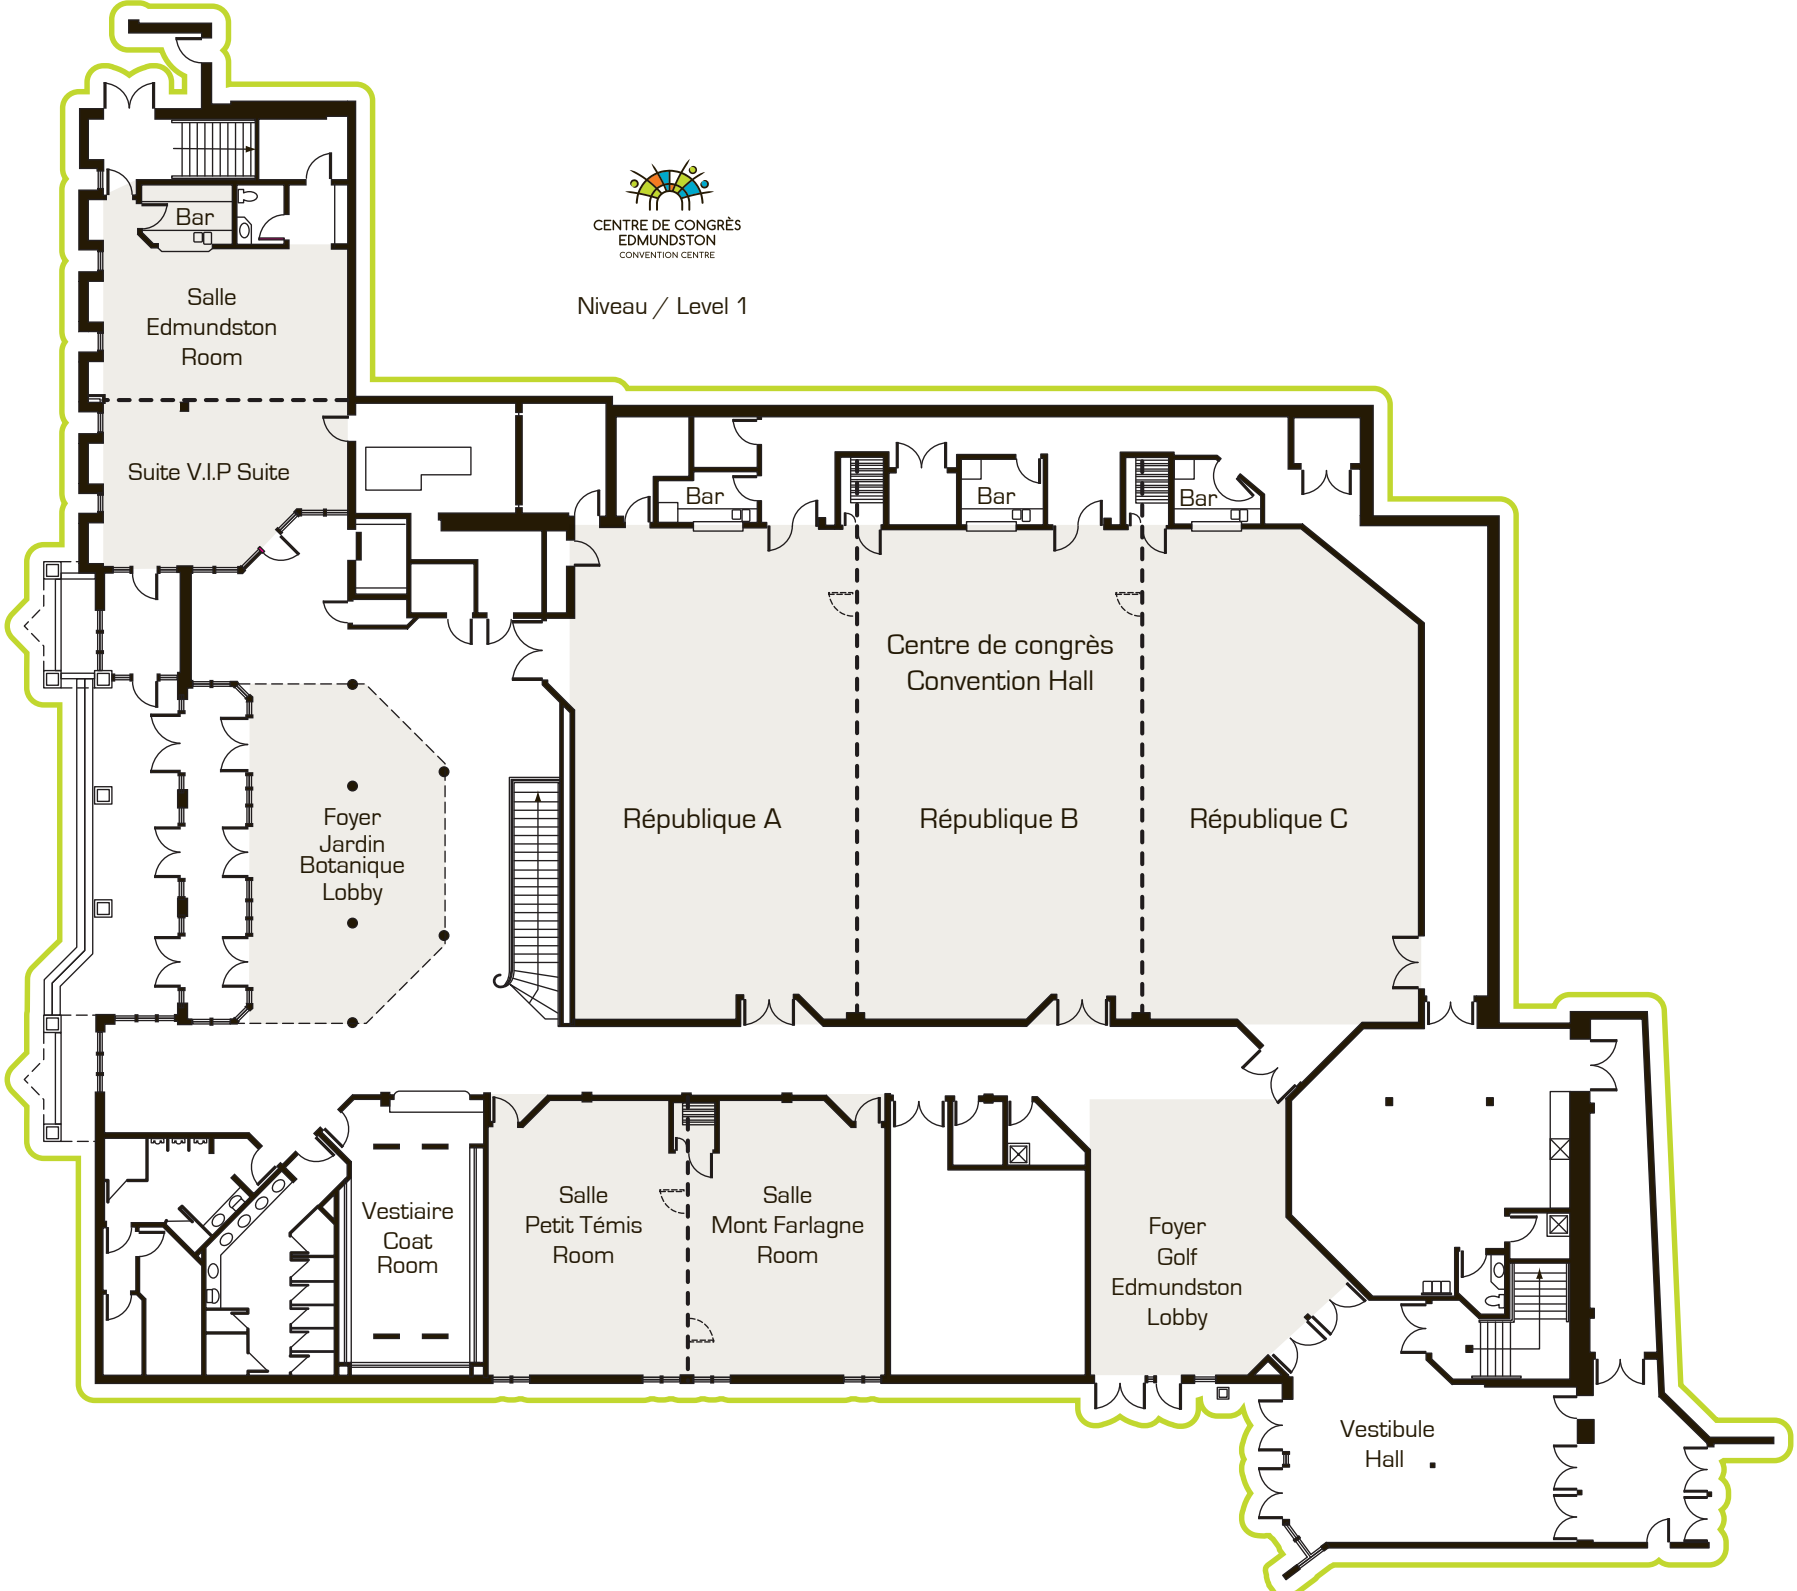 Bar
CENTRE DE CONGRÈS
EDMUNDSTON
CONVENTION CENTRE
Niveau / Level 1
Salle
Edmundston
Room
Suite V.I.P Suite
Bar
Bar
Bar
Centre de congrès
Convention Hall
République A
République B
République C
Foyer
Jardin
Botanique
Lobby
Vestiaire
Coat
Room
Salle
Petit Témis
Room
Salle
Mont Farlagne
Room
Foyer
Golf
Edmundston
Lobby
Vestibule
Hall